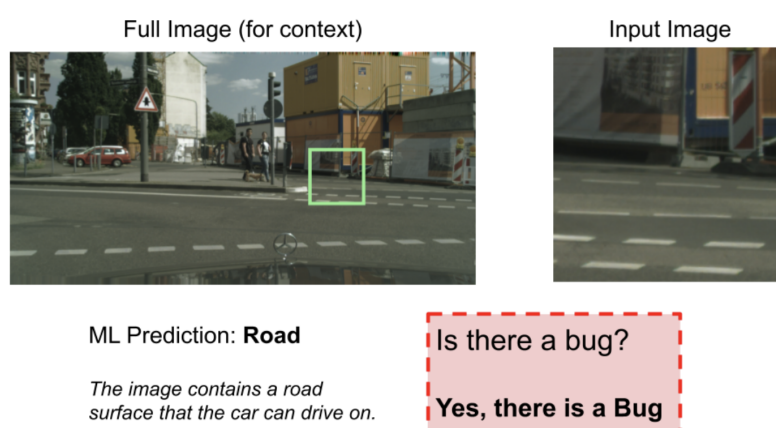 Full Image (for context)
Input Image
ML Prediction: Road
The image contains a road
surface that the car can drive on.
Is there a bug?
Yes, there is a Bug